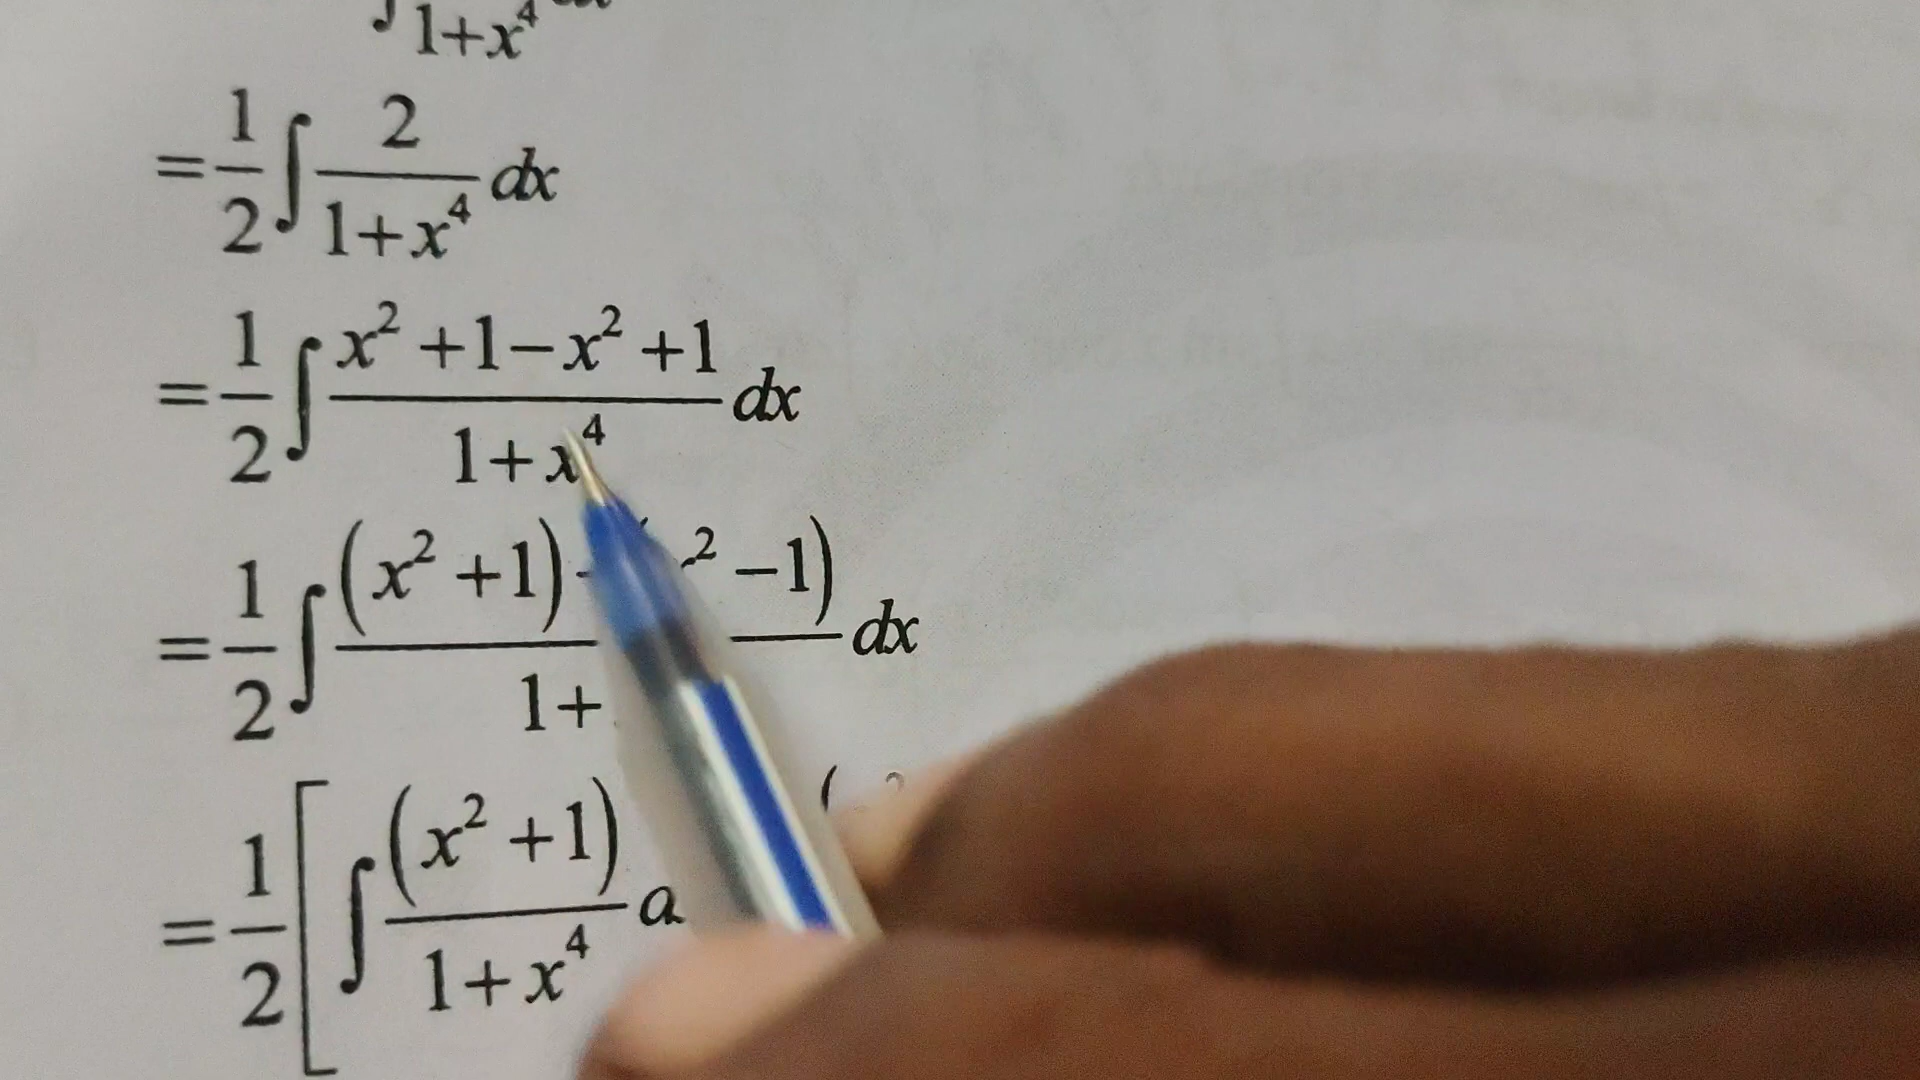 ∫ 1+x⁴
= 1/2 ∫ 2/(1+x⁴) dx
= 1/2 ∫ (x² +1−x² +1)/(1+x⁴) dx
= 1/2 ∫ (x² +1) ² −1)/1+ dx
= 1/2 [ ∫ (x² +1)/(1+x⁴)